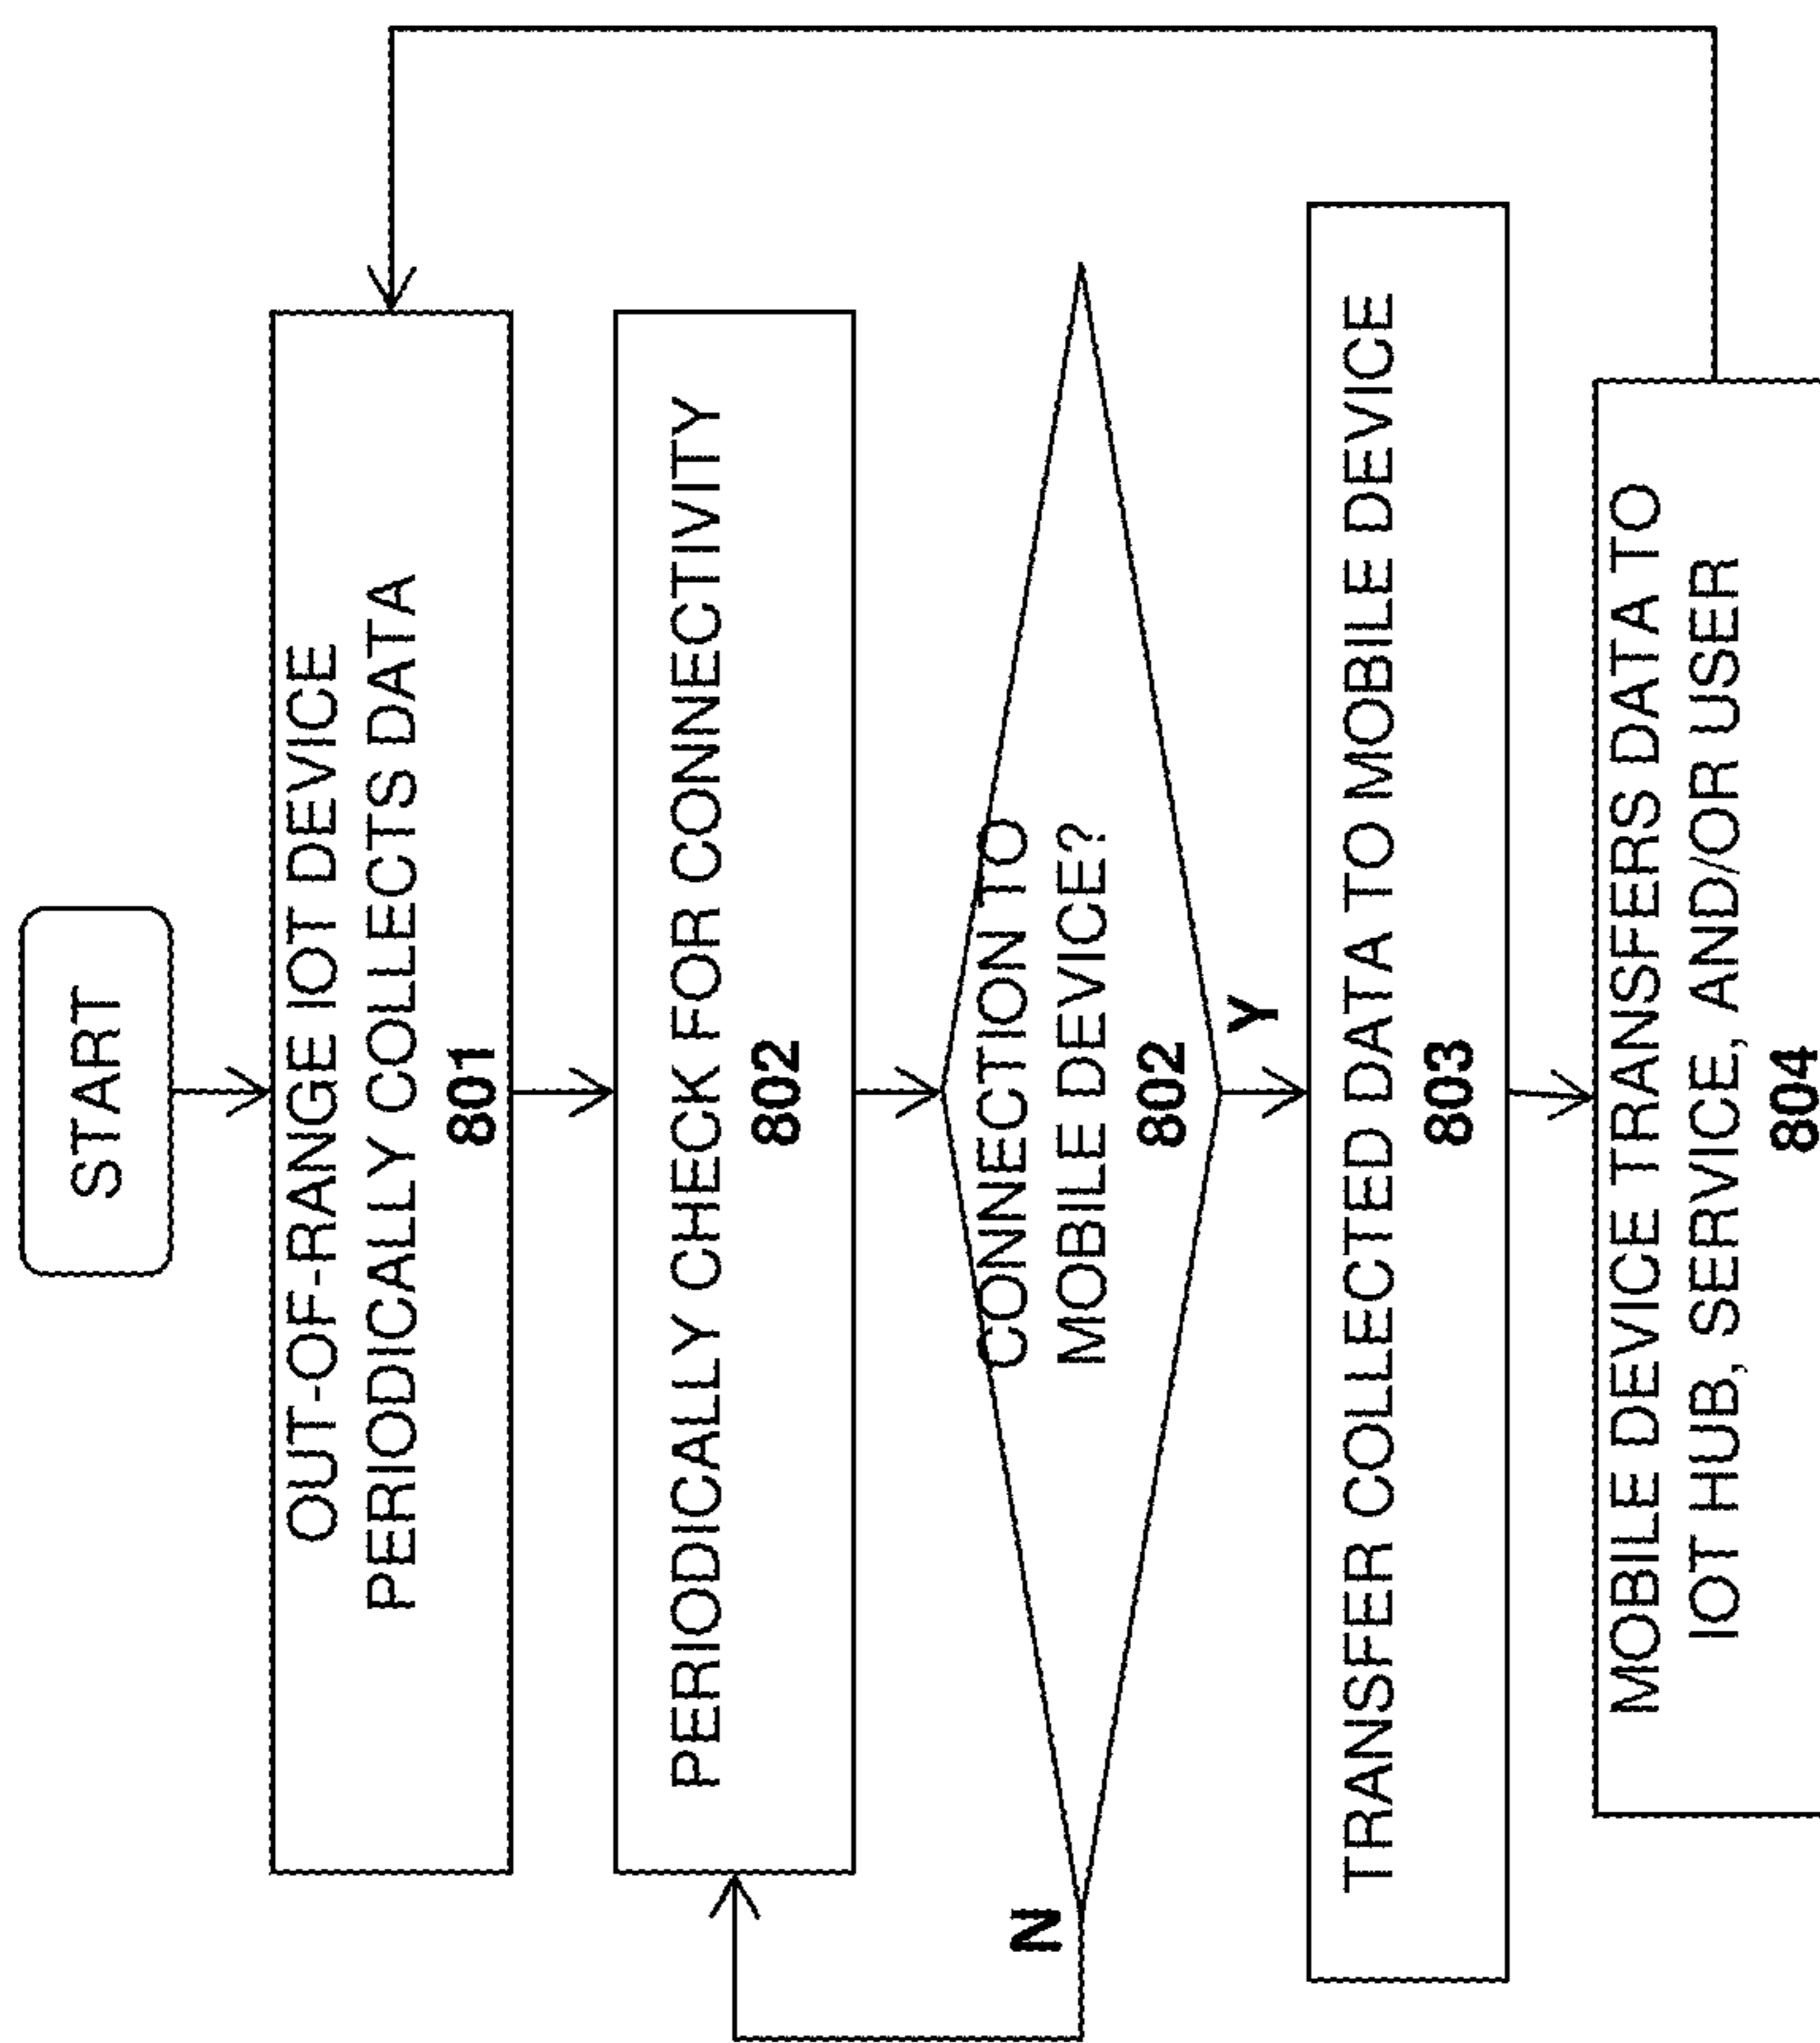 START
OUT-OF-RANGE IOT DEVICE
PERIODICALLY COLLECTS DATA
801
PERIODICALLY CHECK FOR CONNECTIVITY
802
CONNECTION TO
MOBILE DEVICE?
802
N
Y
TRANSFER COLLECTED DATA TO MOBILE DEVICE
803
MOBILE DEVICE TRANSFERS DATA TO
IOT HUB, SERVICE, AND/OR USER
804